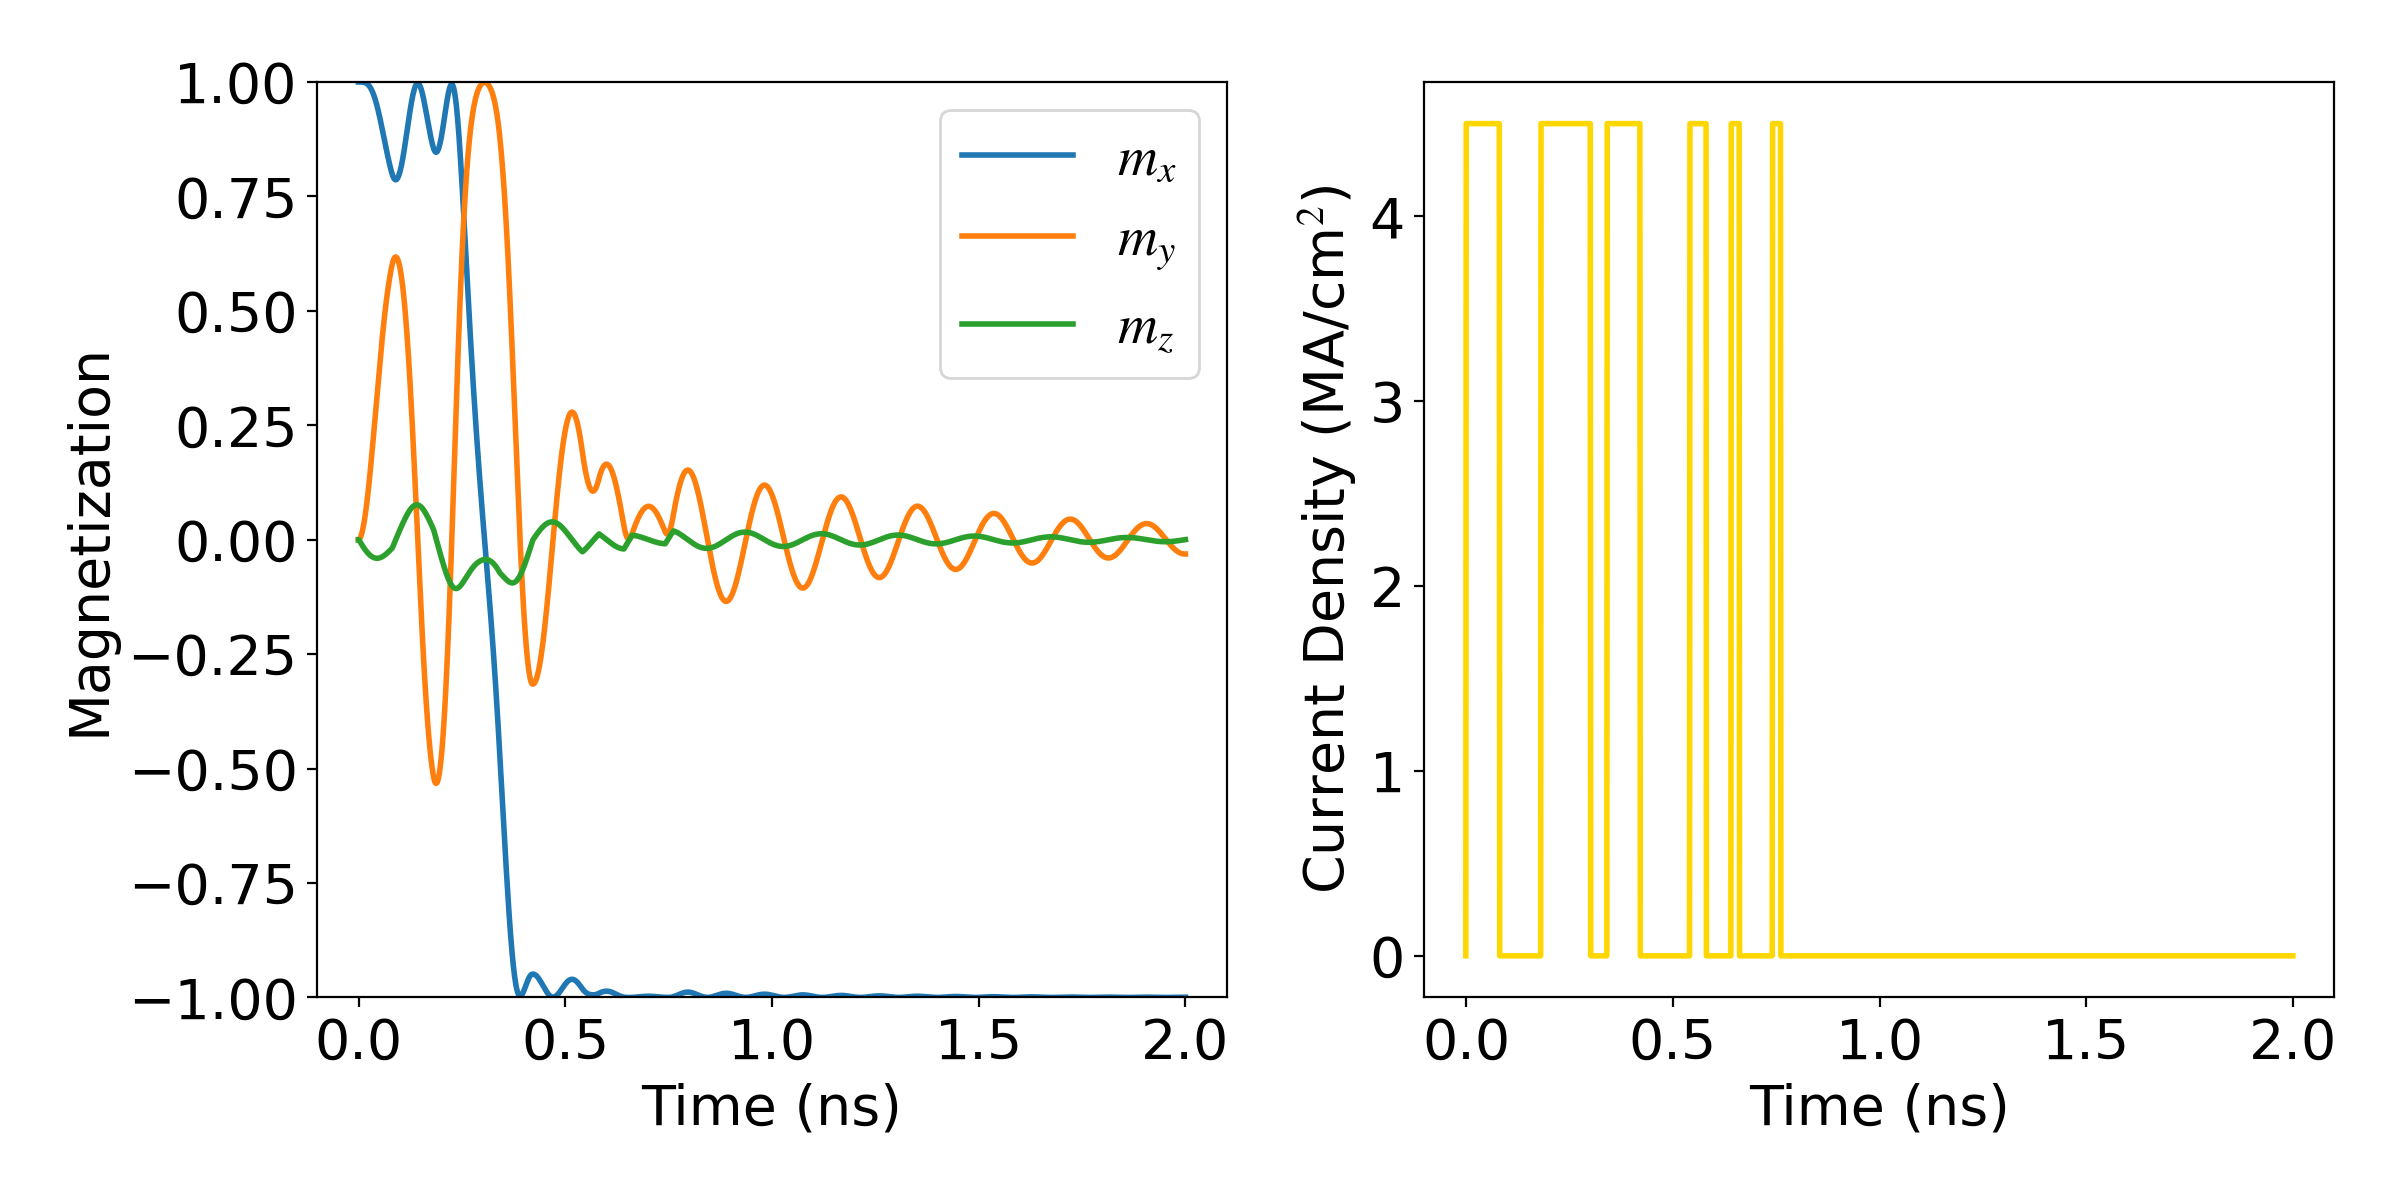 Magnetization
1.00
0.75
0.50
0.25
0.00
−0.25
−0.50
−0.75
−1.00
0.0 0.5 1.0 1.5 2.0
Time (ns)
m_x
m_y
m_z
Current Density (MA/cm²)
4
3
2
1
0
0.0 0.5 1.0 1.5 2.0
Time (ns)